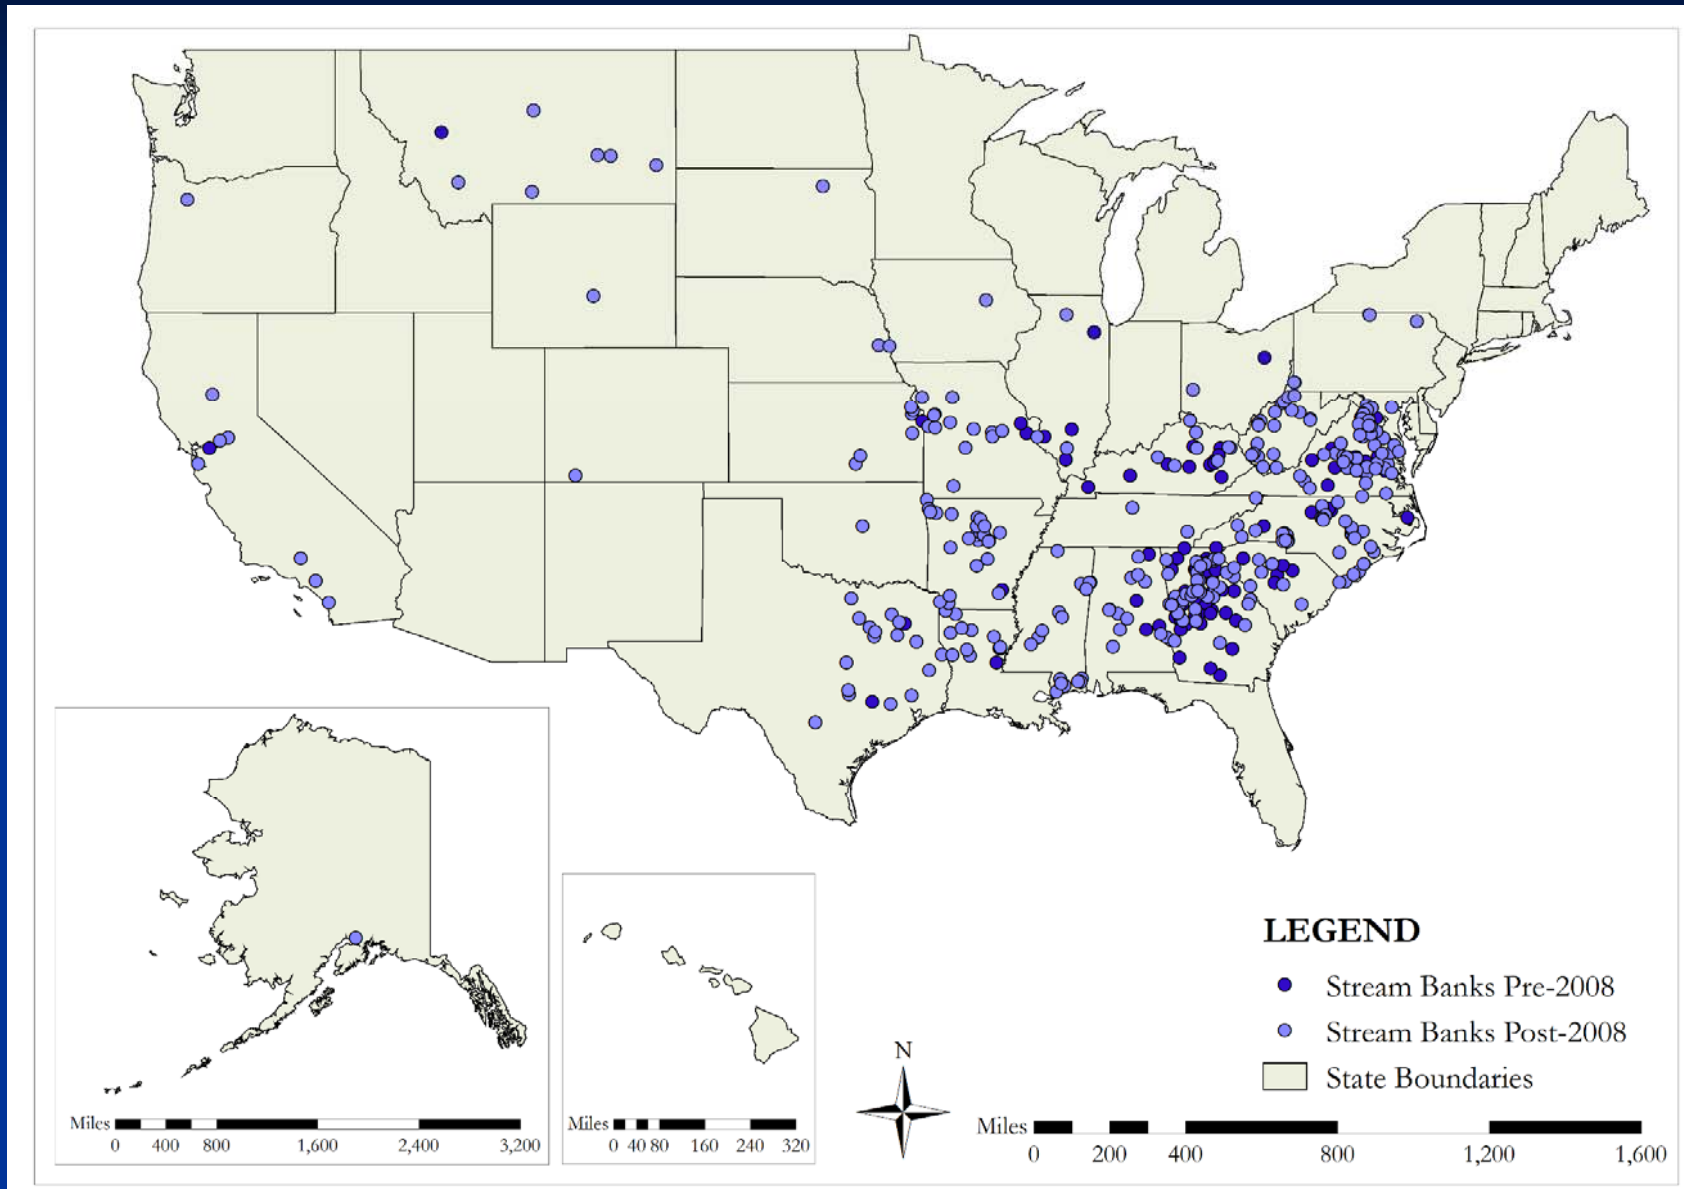 LEGEND
Stream Banks Pre-2008
Stream Banks Post-2008
State Boundaries
N
Miles
0 400 800 1,600 2,400 3,200
Miles
0 40 80 160 240 320
Miles
0 200 400 800 1,200 1,600